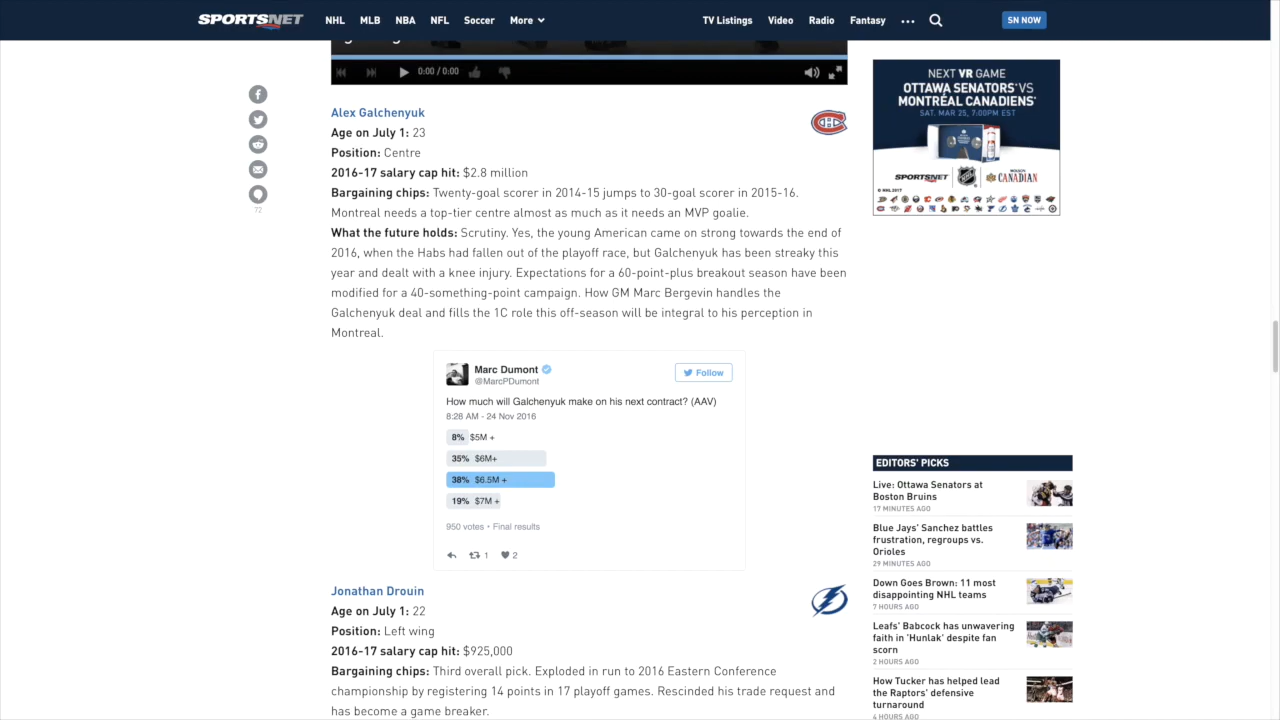 SPORTSNET NHL MLB NBA NFL Soccer More TV Listings Video Radio Fantasy ... SN NOW
0:00 / 0:00
72
Alex Galchenyuk
Age on July 1: 23
Position: Centre
2016-17 salary cap hit: $2.8 million
Bargaining chips: Twenty-goal scorer in 2014-15 jumps to 30-goal scorer in 2015-16.
Montreal needs a top-tier centre almost as much as it needs an MVP goalie.
What the future holds: Scrutiny. Yes, the young American came on strong towards the end of
2016, when the Habs had fallen out of the playoff race, but Galchenyuk has been streaky this
year and dealt with a knee injury. Expectations for a 60-point-plus breakout season have been
modified for a 40-something-point campaign. How GM Marc Bergevin handles the
Galchenyuk deal and fills the 1C role this off-season will be integral to his perception in
Montreal.
Marc Dumont
@MarcPDumont
Follow
How much will Galchenyuk make on his next contract? (AAV)
8:28 AM - 24 Nov 2016
8% $5M +
35% $6M+
38% $6.5M +
19% $7M +
950 votes • Final results
1 2
Jonathan Drouin
Age on July 1: 22
Position: Left wing
2016-17 salary cap hit: $925,000
Bargaining chips: Third overall pick. Exploded in run to 2016 Eastern Conference
championship by registering 14 points in 17 playoff games. Rescinded his trade request and
has become a game breaker.
NEXT VR GAME
OTTAWA SENATORS VS
MONTRÉAL CANADIENS
SAT. MAR 25, 7:00PM EST
SPORTSNET NHL MOLSON CANADIAN
© NHL 2017
EDITORS' PICKS
Live: Ottawa Senators at
Boston Bruins
17 MINUTES AGO
Blue Jays' Sanchez battles
frustration, regroups vs.
Orioles
29 MINUTES AGO
Down Goes Brown: 11 most
disappointing NHL teams
7 HOURS AGO
Leafs' Babcock has unwavering
faith in 'Hunlak' despite fan
scorn
2 HOURS AGO
How Tucker has helped lead
the Raptors' defensive
turnaround
4 HOURS AGO